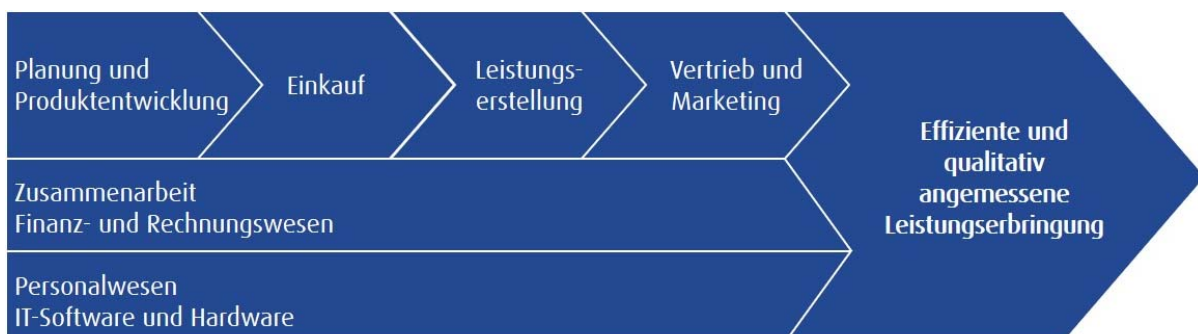 Planung und
Produktentwicklung
Einkauf
Leistungs-
erstellung
Vertrieb und
Marketing
Effiziente und
qualitativ
angemessene
Leistungserbringung
Zusammenarbeit
Finanz- und Rechnungswesen
Personalwesen
IT-Software und Hardware